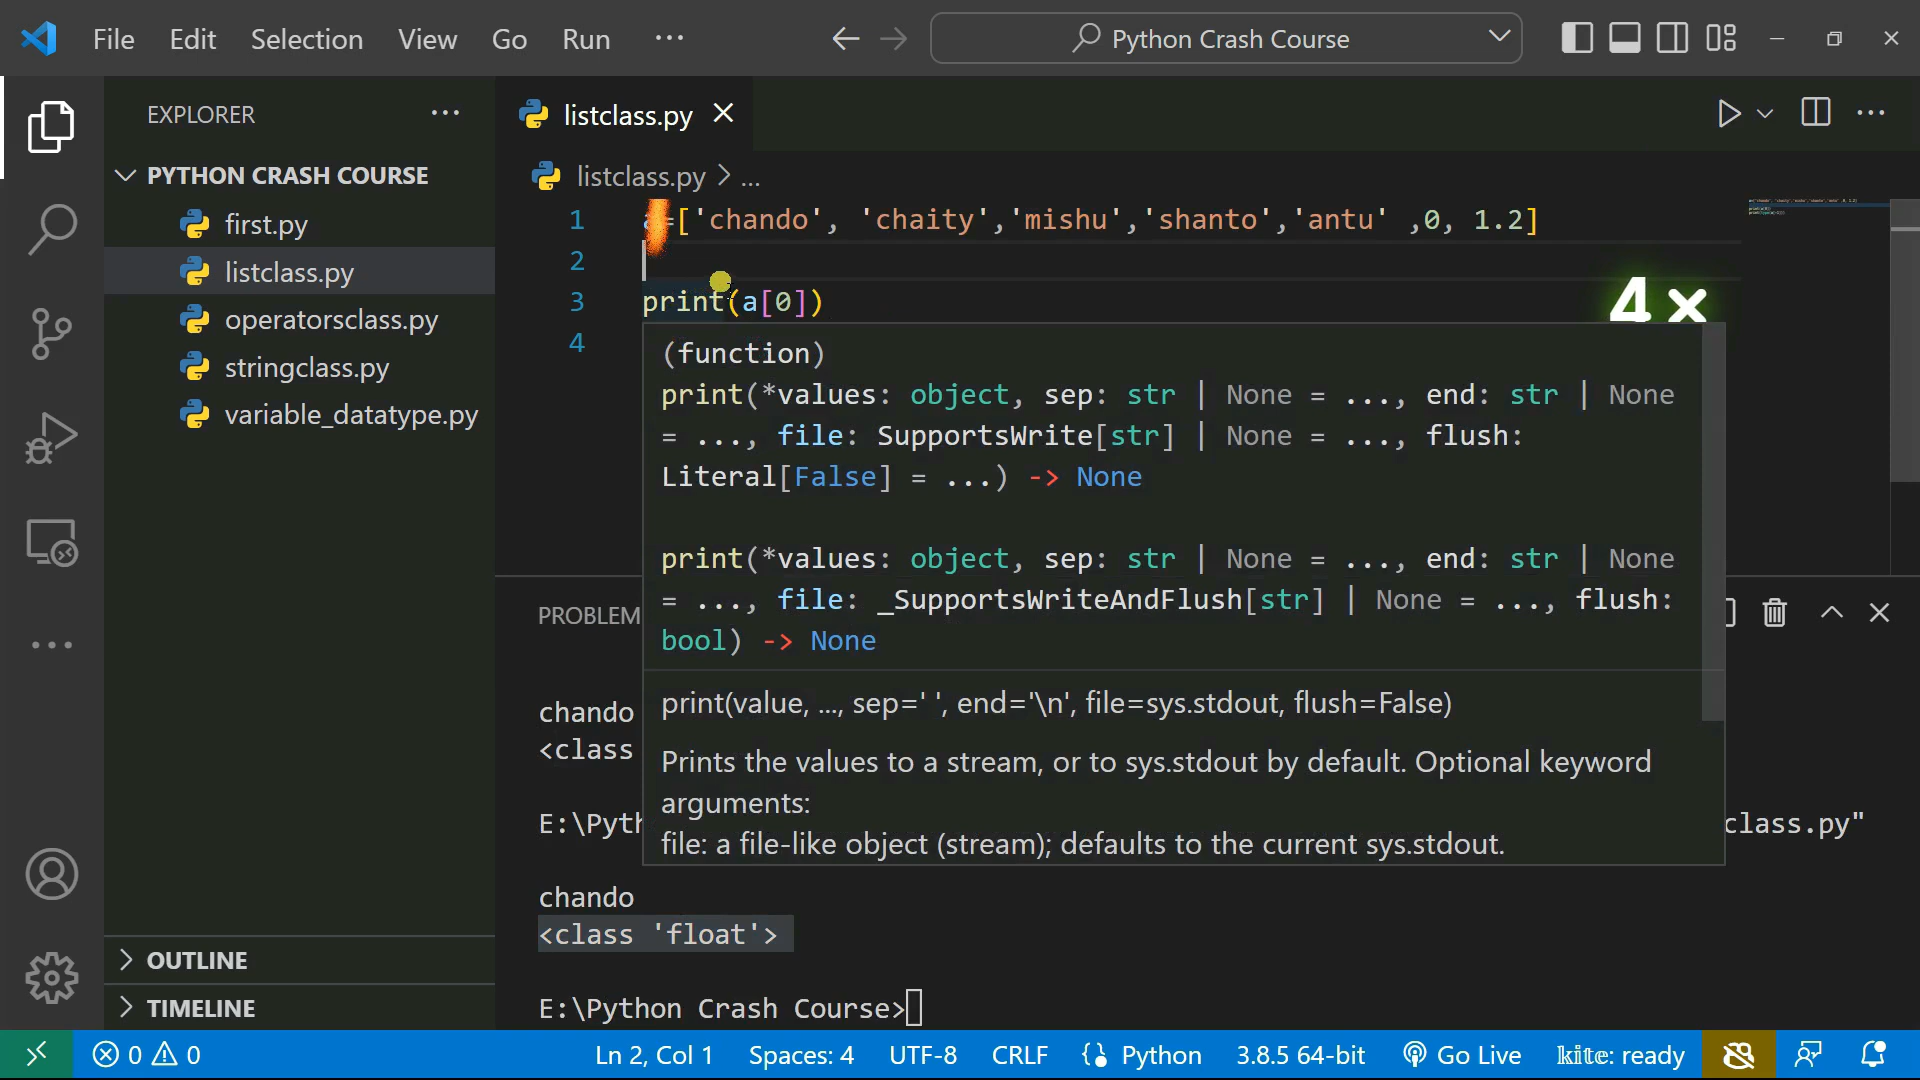 File Edit Selection View Go Run ...
Python Crash Course
EXPLORER
PYTHON CRASH COURSE
first.py
listclass.py
operatorsclass.py
stringclass.py
variable_datatype.py
OUTLINE
TIMELINE
listclass.py
listclass.py > ...
1 a=['chando', 'chaity','mishu','shanto','antu' ,0, 1.2]
2
3 print(a[0])
4
4×
(function)
print(*values: object, sep: str | None = ..., end: str | None
= ..., file: SupportsWrite[str] | None = ..., flush:
Literal[False] = ...) -> None
print(*values: object, sep: str | None = ..., end: str | None
= ..., file: _SupportsWriteAndFlush[str] | None = ..., flush:
bool) -> None
print(value, ..., sep=' ', end='\n', file=sys.stdout, flush=False)
Prints the values to a stream, or to sys.stdout by default. Optional keyword
arguments:
file: a file-like object (stream); defaults to the current sys.stdout.
PROBLEM
chando
<class
E:\Pyth class.py"
chando
<class 'float'>
E:\Python Crash Course>
0 0 Ln 2, Col 1 Spaces: 4 UTF-8 CRLF Python 3.8.5 64-bit Go Live kite: ready